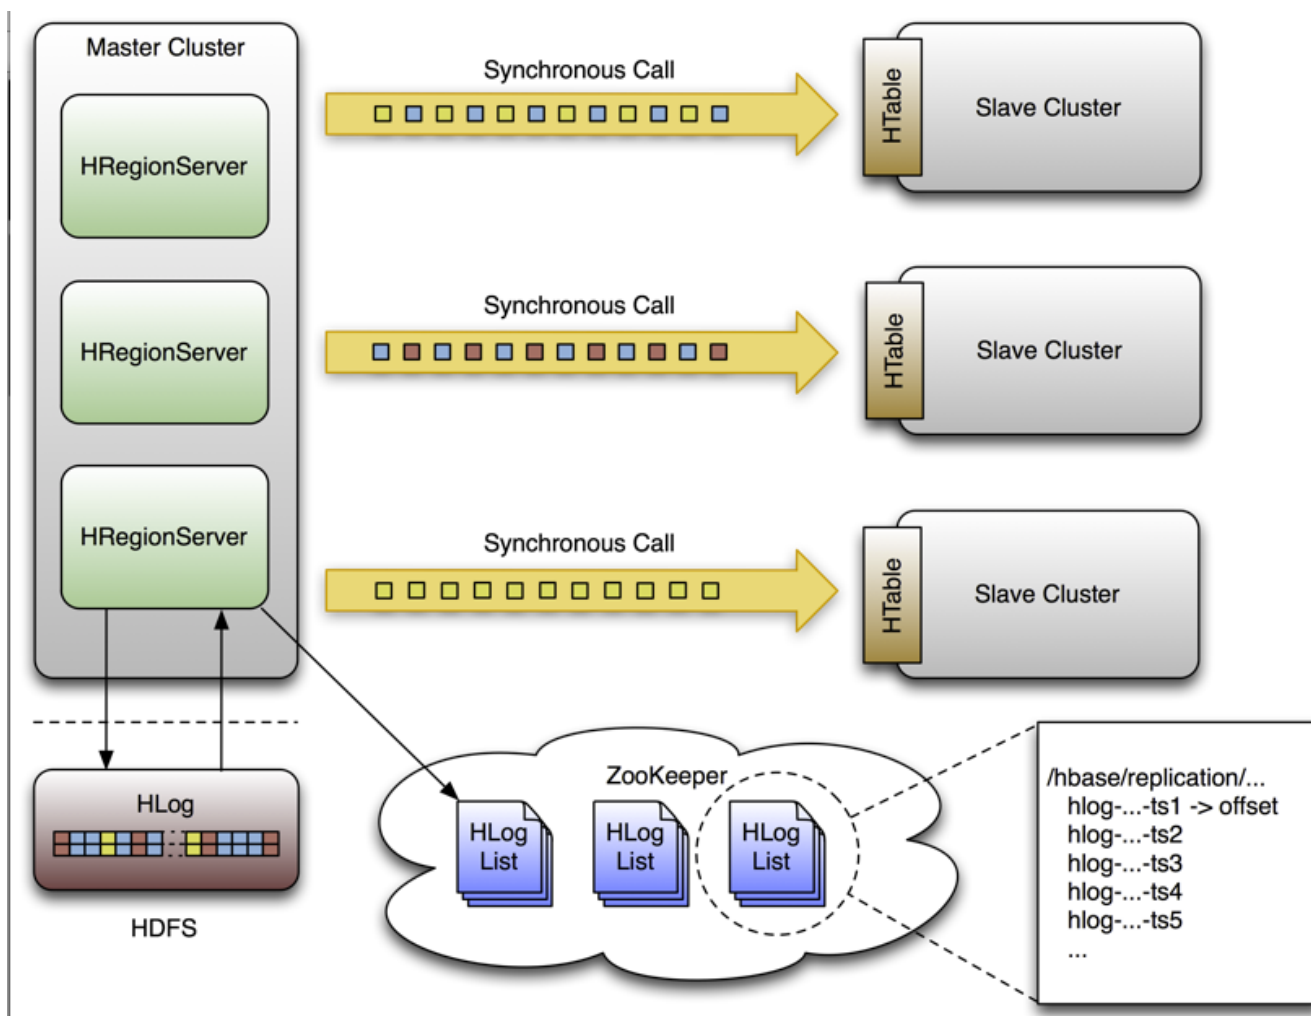 Master Cluster
HRegionServer
HRegionServer
HRegionServer
Synchronous Call
HTable
Slave Cluster
Synchronous Call
HTable
Slave Cluster
Synchronous Call
HTable
Slave Cluster
HLog
HDFS
ZooKeeper
HLog
List
HLog
List
HLog
List
/hbase/replication/...
hlog-...-ts1 -> offset
hlog-...-ts2
hlog-...-ts3
hlog-...-ts4
hlog-...-ts5
...